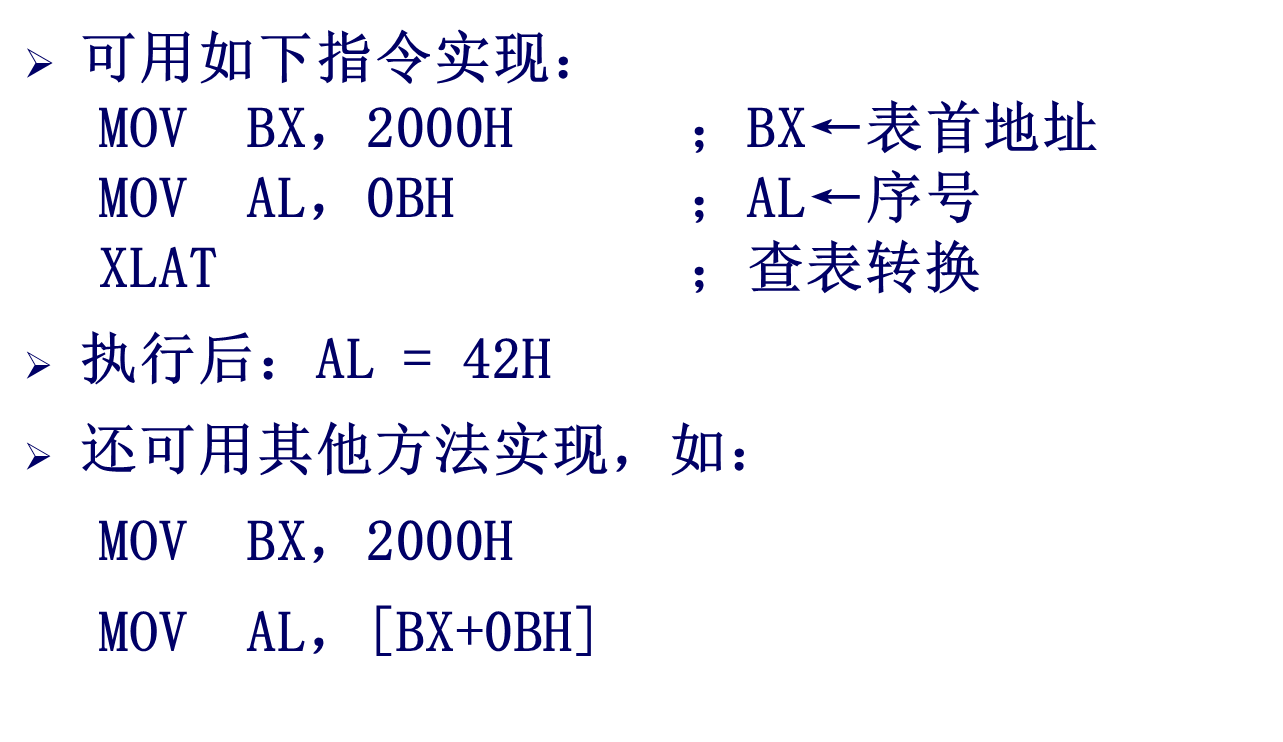 ➢ 可用如下指令实现：
MOV BX，2000H ；BX←表首地址
MOV AL，0BH ；AL←序号
XLAT ；查表转换
➢ 执行后：AL = 42H
➢ 还可用其他方法实现，如：
MOV BX，2000H
MOV AL，[BX+0BH]